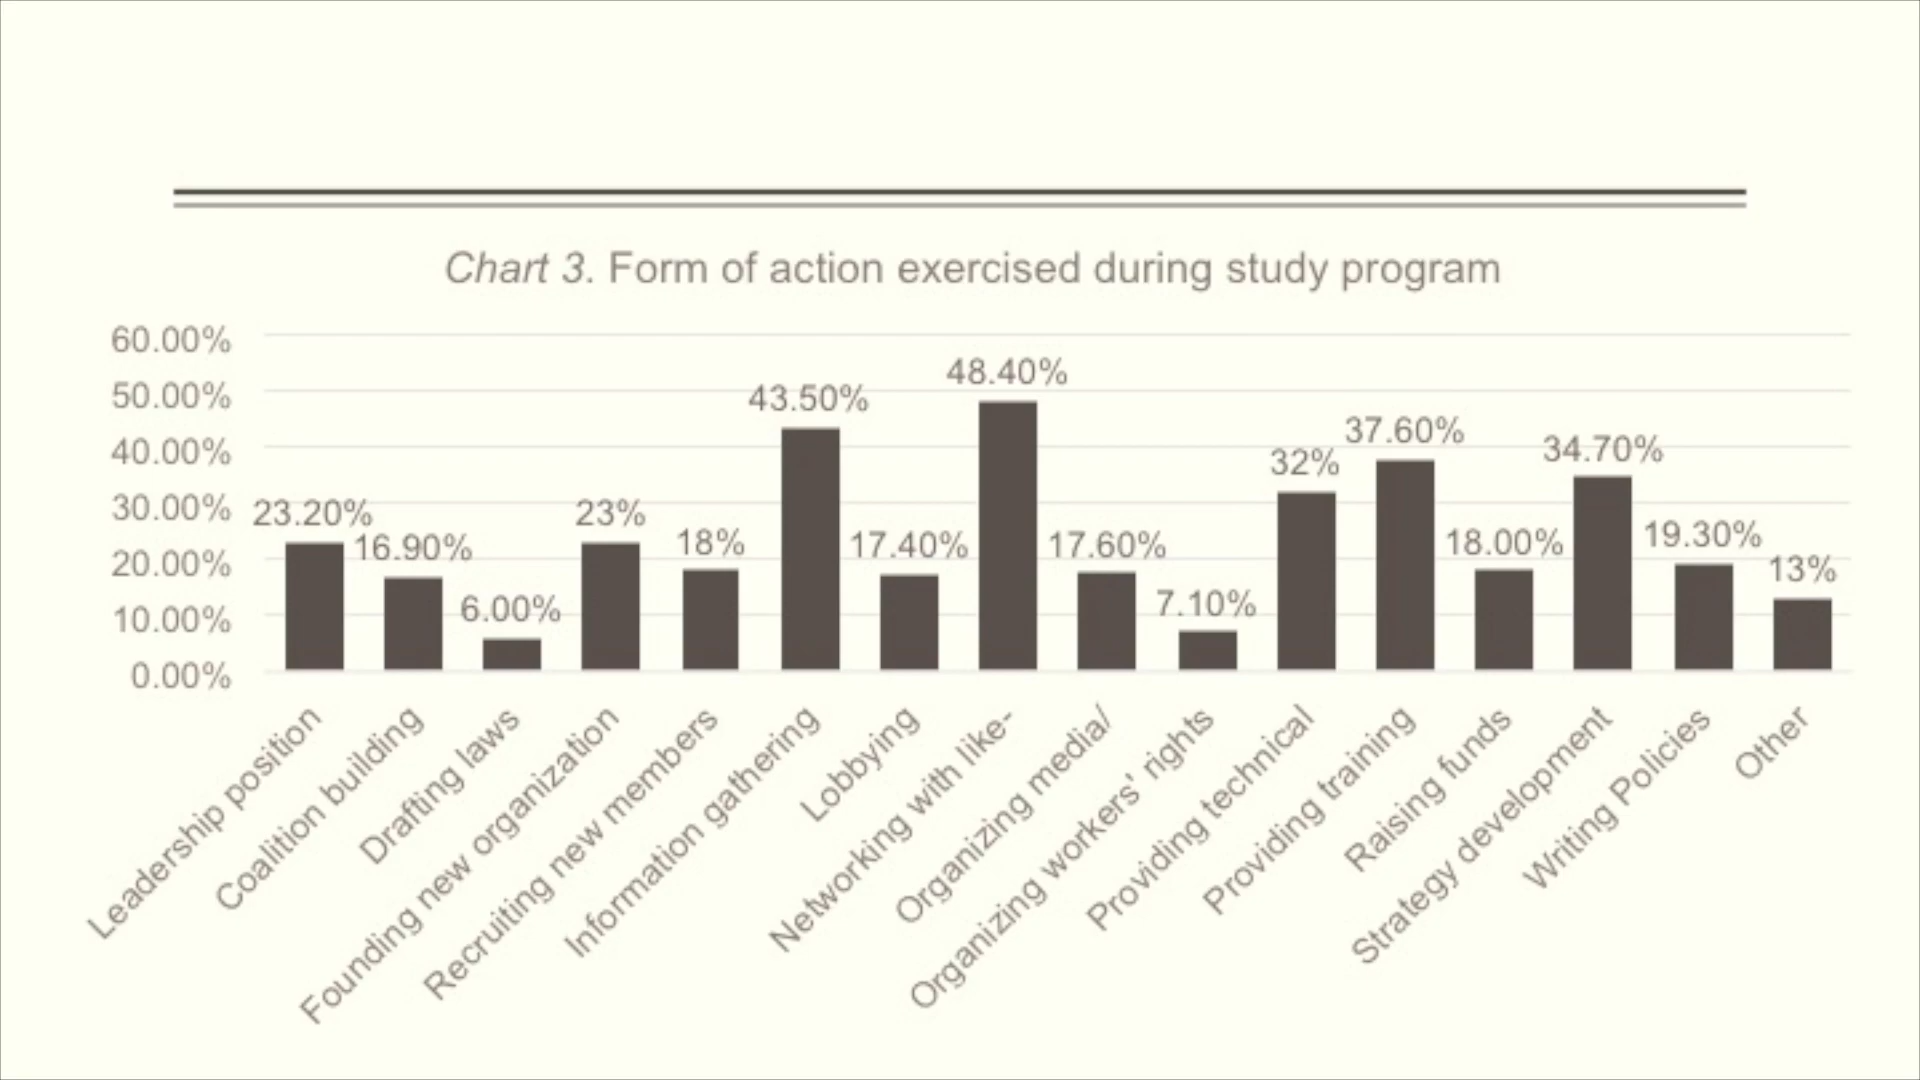 Chart 3. Form of action exercised during study program
60.00%
50.00%
40.00%
30.00%
20.00%
10.00%
0.00%
23.20%
16.90%
6.00%
23%
18%
43.50%
17.40%
48.40%
17.60%
7.10%
32%
37.60%
18.00%
34.70%
19.30%
13%
Leadership position
Coalition building
Drafting laws
Founding new organization
Recruiting new members
Information gathering
Lobbying
Networking with like-
Organizing media/
Organizing workers' rights
Providing technical
Providing training
Raising funds
Strategy development
Writing Policies
Other